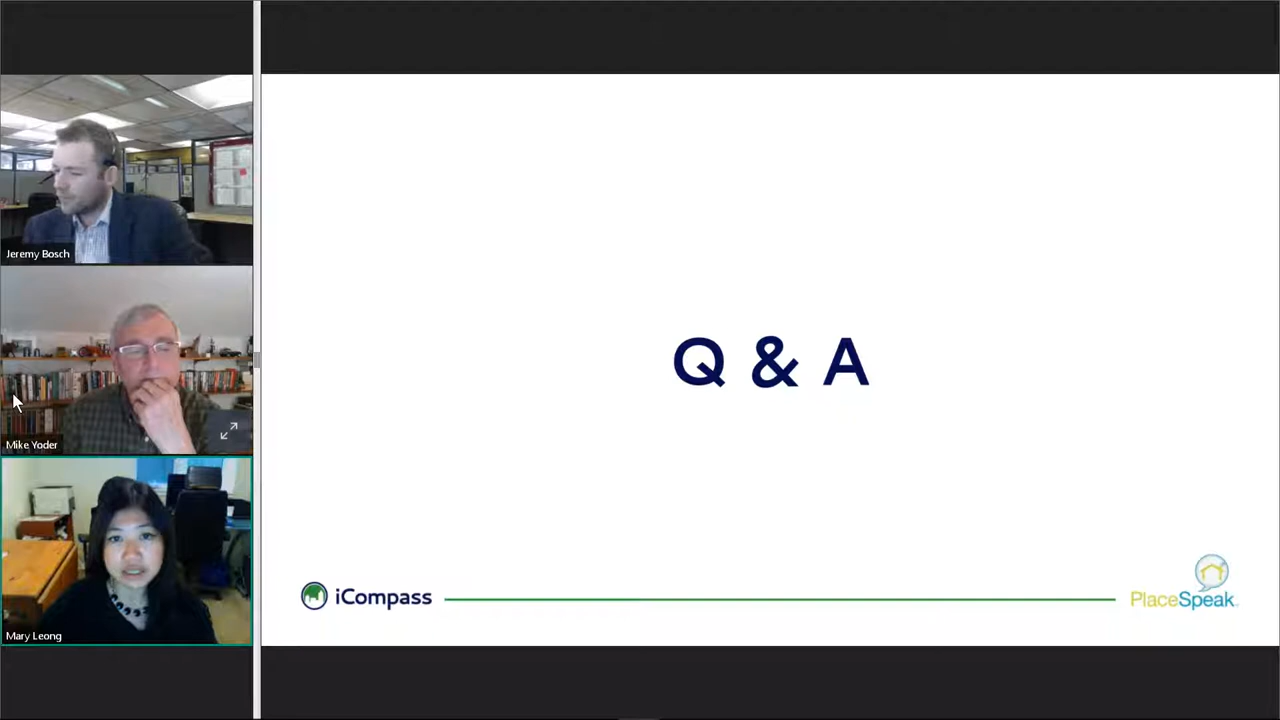 Jeremy Bosch
Mike Yoder
Mary Leong
Q & A
iCompass
PlaceSpeak